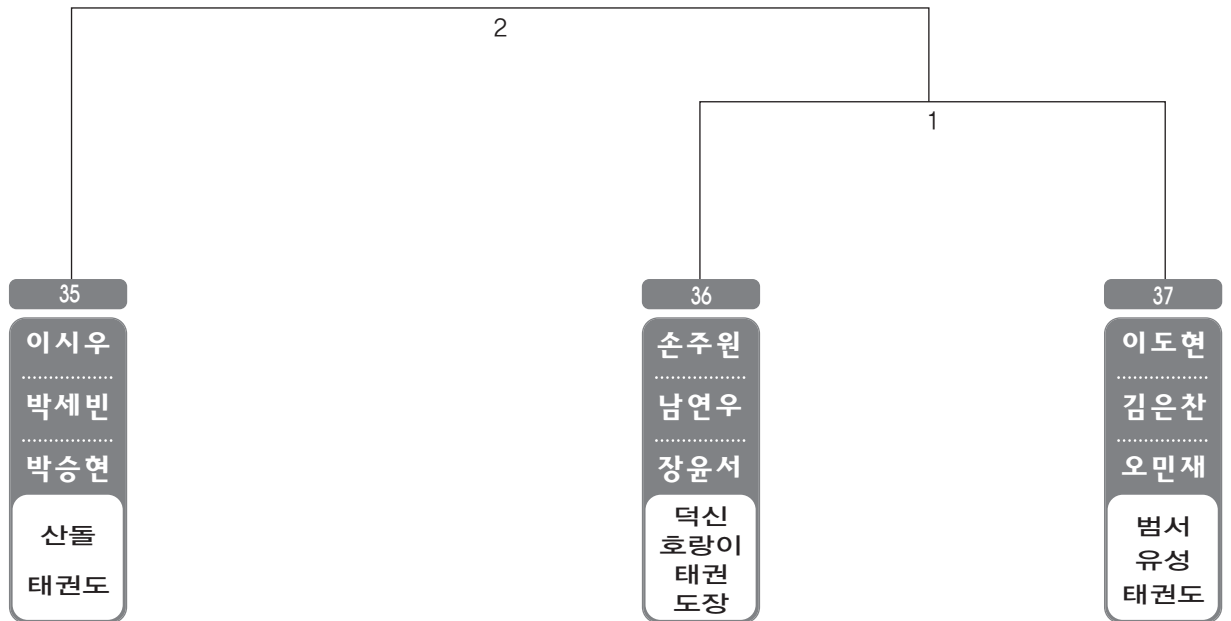 2
1
35
이시우
박세빈
박승현
산돌
태권도
36
손주원
남연우
장윤서
덕신
호랑이
태권
도장
37
이도현
김은찬
오민재
범서
유성
태권도